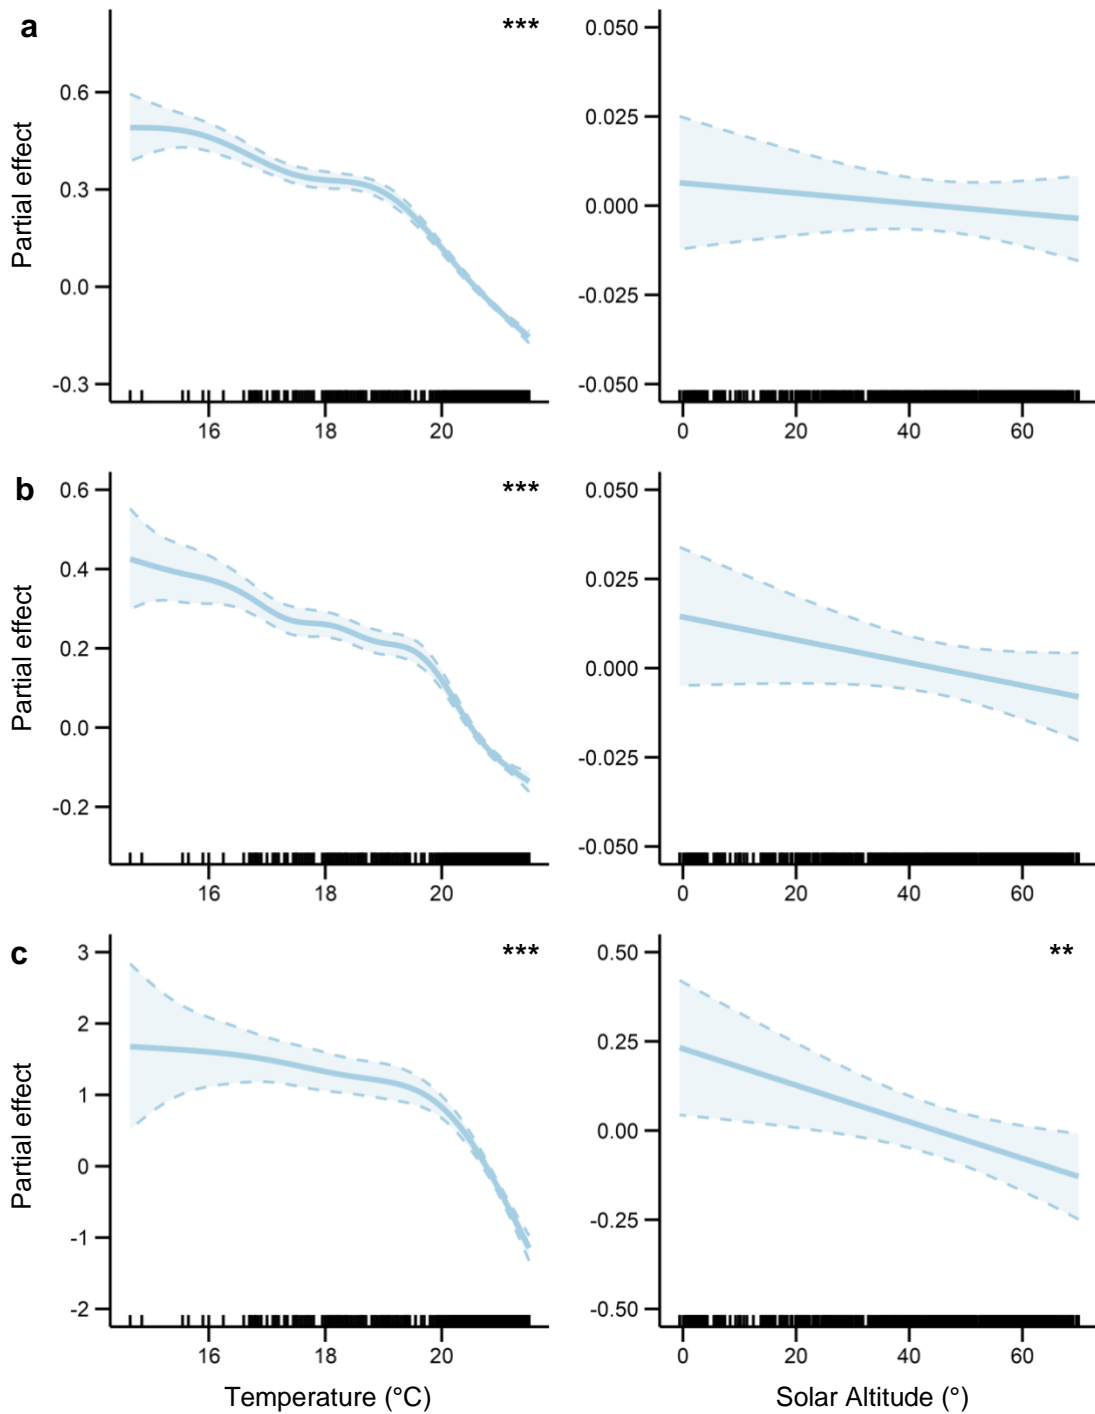 a
***
Partial effect
0.6
0.3
0.0
-0.3
16 18 20
0.050
0.025
0.000
-0.025
-0.050
0 20 40 60
b
***
Partial effect
0.6
0.4
0.2
0.0
-0.2
16 18 20
0.050
0.025
0.000
-0.025
-0.050
0 20 40 60
c
***
Partial effect
3
2
1
0
-1
-2
16 18 20
Temperature (°C)
**
0.50
0.25
0.00
-0.25
-0.50
0 20 40 60
Solar Altitude (°)